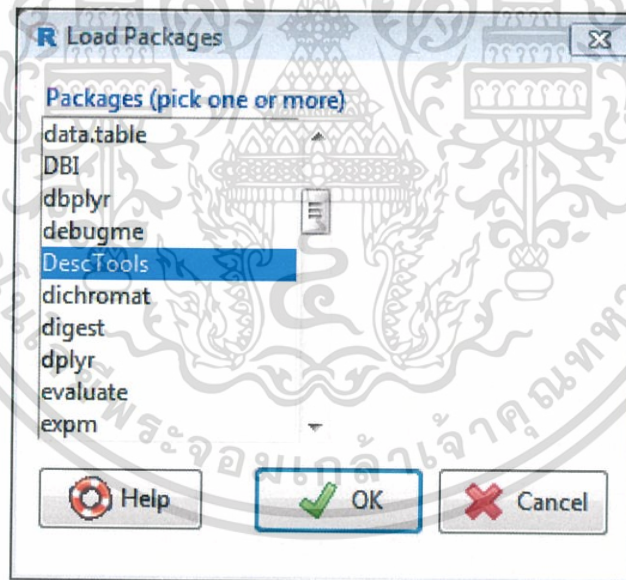 R Load Packages
Packages (pick one or more)
data.table
DBI
dbplyr
debugme
DescTools
dichromat
digest
dplyr
evaluate
expm
Help
OK
Cancel